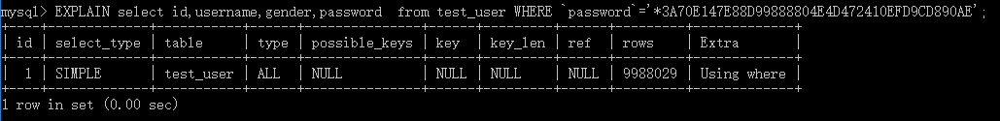 mysql> EXPLAIN select id,username,gender,password  from test_user WHERE `password`='*3A70E147E88D99888804E4D472410EFD9CD890AE';
+----+-------------+-----------+------+---------------+------+---------+------+---------+-------------+
| id | select_type | table     | type | possible_keys | key  | key_len | ref  | rows    | Extra       |
+----+-------------+-----------+------+---------------+------+---------+------+---------+-------------+
|  1 | SIMPLE      | test_user | ALL  | NULL          | NULL | NULL    | NULL | 9988029 | Using where |
+----+-------------+-----------+------+---------------+------+---------+------+---------+-------------+
1 row in set (0.00 sec)